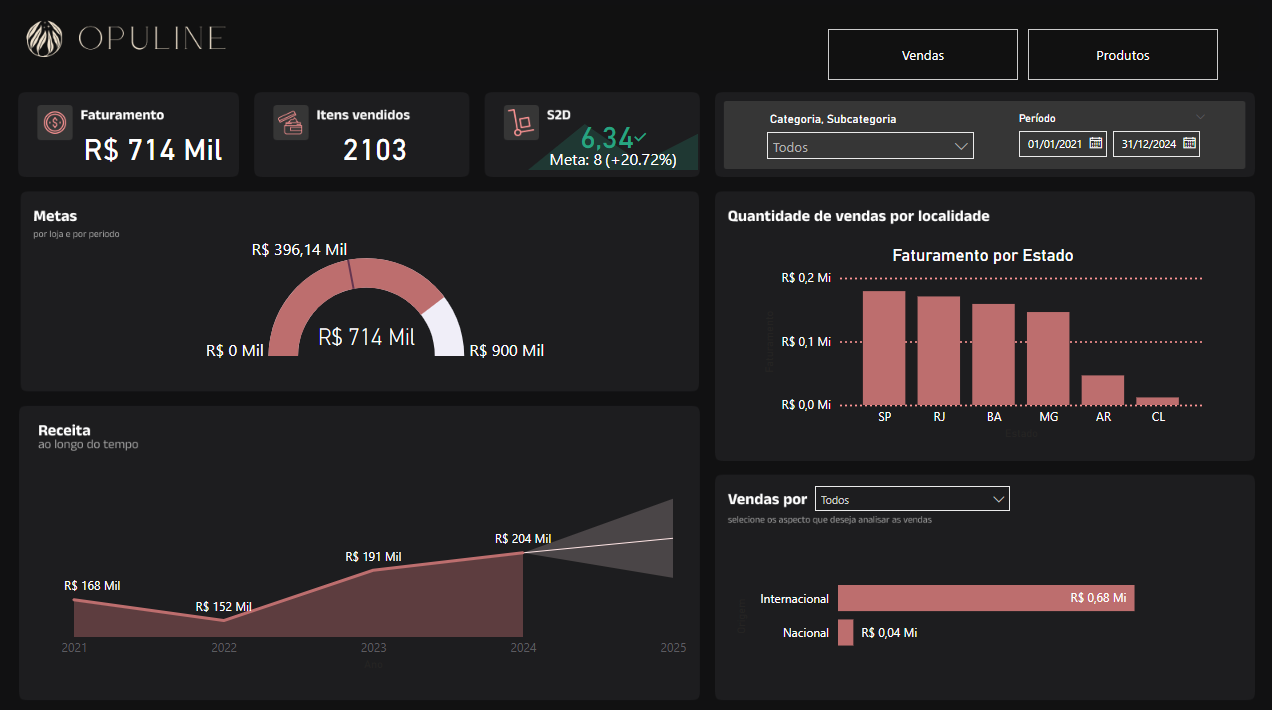 OPULINE
Vendas
Produtos
Faturamento
R$ 714 Mil
Itens vendidos
2103
S2D
6,34
Meta: 8 (+20.72%)
Categoria, Subcategoria
Todos
Período
01/01/2021
31/12/2024
Metas
por loja e por periodo
R$ 396,14 Mil
R$ 0 Mil
R$ 714 Mil
R$ 900 Mil
Quantidade de vendas por localidade
Faturamento por Estado
R$ 0,2 Mi
R$ 0,1 Mi
R$ 0,0 Mi
SP RJ BA MG AR CL
Estado
Receita
ao longo do tempo
R$ 168 Mil
R$ 152 Mil
R$ 191 Mil
R$ 204 Mil
2021 2022 2023 2024 2025
Ano
Vendas por
Todos
selecione os aspecto que deseja analisar as vendas
Internacional
R$ 0,68 Mi
Nacional
R$ 0,04 Mi